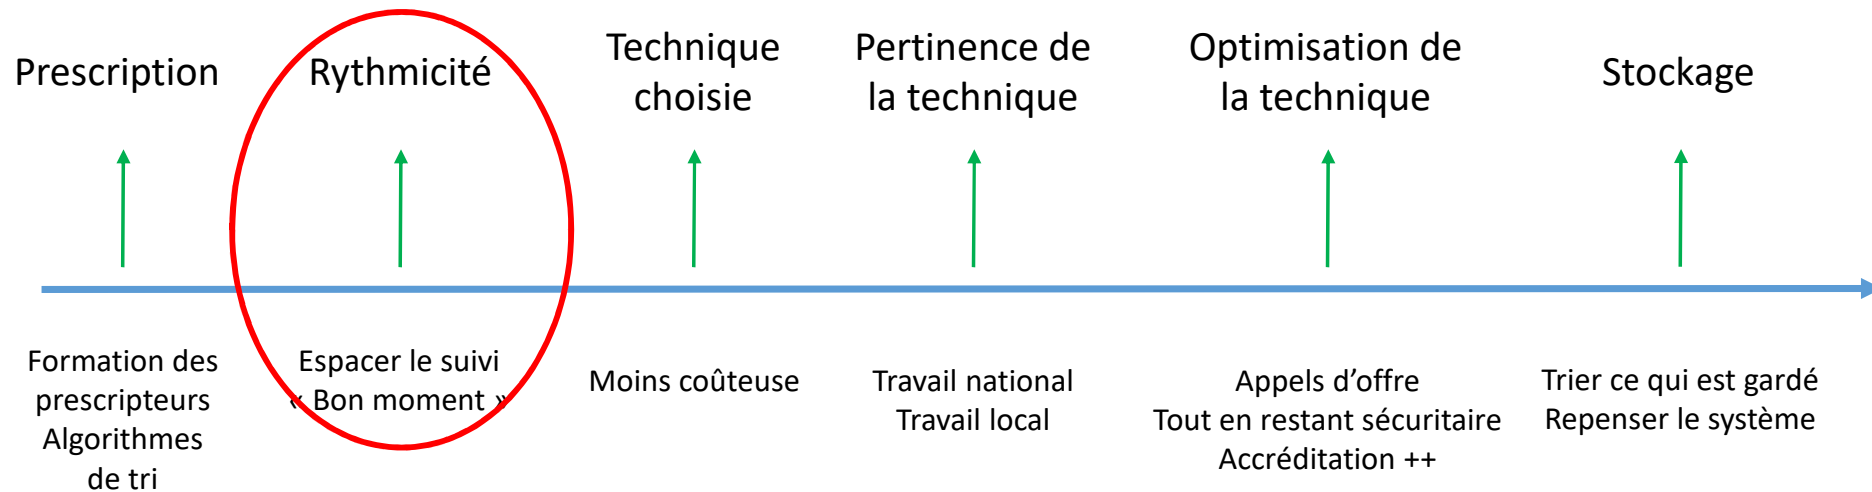 Prescription
Rythmicité
Technique
choisie
Pertinence de
la technique
Optimisation de
la technique
Stockage
Formation des
prescripteurs
Algorithmes
de tri
Espacer le suivi
« Bon moment »
Moins coûteuse
Travail national
Travail local
Appels d’offre
Tout en restant sécuritaire
Accréditation ++
Trier ce qui est gardé
Repenser le système